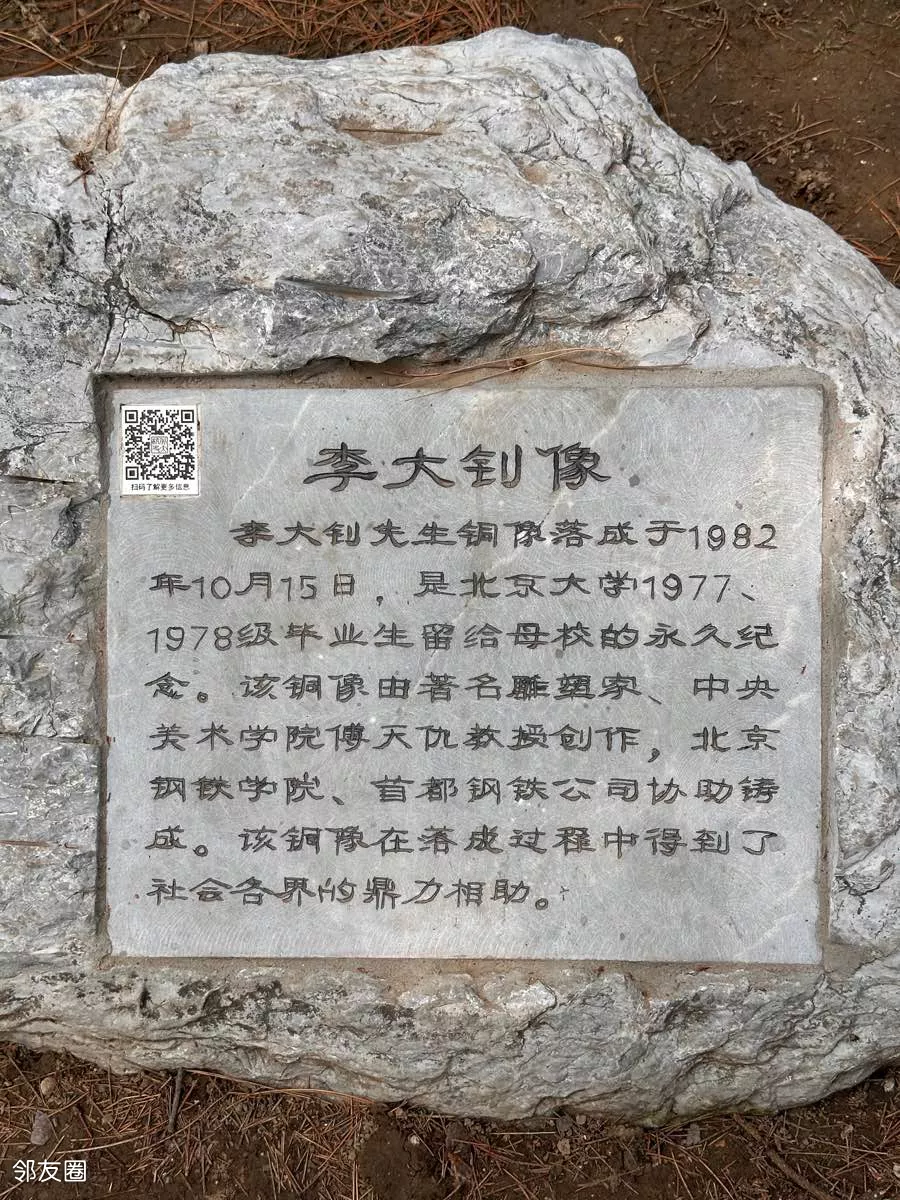 扫码了解更多信息
李大钊像
李大钊先生铜像落成于1982
年10月15日，是北京大学1977、
1978级毕业生留给母校的永久纪
念。该铜像由著名雕塑家、中央
美术学院傅天仇教授创作，北京
钢铁学院、首都钢铁公司协助铸
成。该铜像在落成过程中得到了
社会各界的鼎力相助。
邻友圈